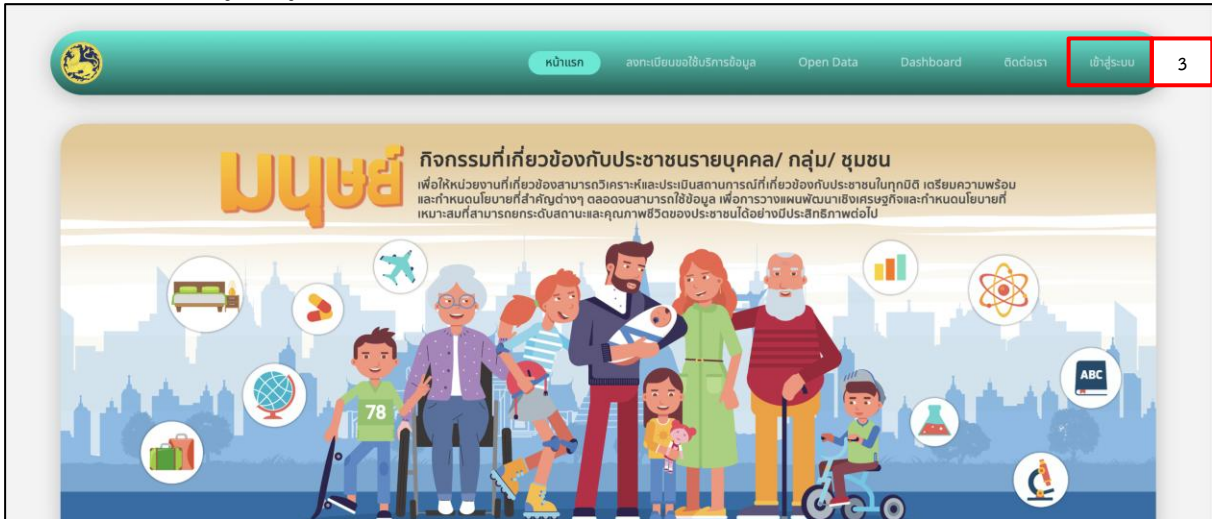 หน้าแรก ลงทะเบียนขอใช้บริการข้อมูล Open Data Dashboard ติดต่อเรา เข้าสู่ระบบ 3
มนุษย์
กิจกรรมที่เกี่ยวข้องกับประชาชนรายบุคคล/ กลุ่ม/ ชุมชน
เพื่อให้หน่วยงานที่เกี่ยวข้องสามารถวิเคราะห์และประเมินสถานการณ์ที่เกี่ยวข้องกับประชาชนในทุกมิติ เตรียมความพร้อม
และกำหนดนโยบายที่สำคัญต่างๆ ตลอดจนสามารถใช้ข้อมูล เพื่อการวางแผนพัฒนาเชิงเศรษฐกิจและกำหนดนโยบายที่
เหมาะสมที่สามารถยกระดับสถานะและคุณภาพชีวิตของประชาชนได้อย่างมีประสิทธิภาพต่อไป
ABC
78